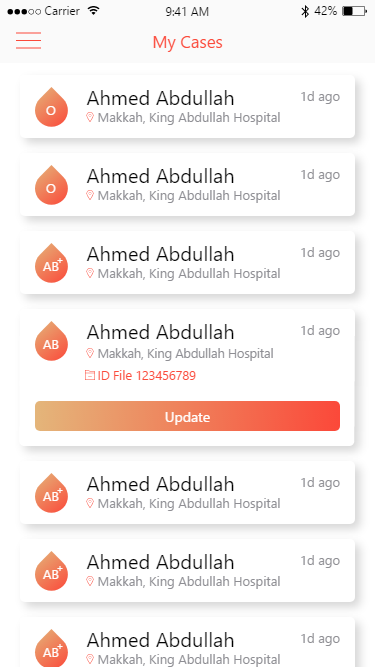 Carrier 9:41 AM 42%
My Cases
O Ahmed Abdullah 1d ago
Makkah, King Abdullah Hospital
O Ahmed Abdullah 1d ago
Makkah, King Abdullah Hospital
AB+ Ahmed Abdullah 1d ago
Makkah, King Abdullah Hospital
AB Ahmed Abdullah 1d ago
Makkah, King Abdullah Hospital
ID File 123456789
Update
AB+ Ahmed Abdullah 1d ago
Makkah, King Abdullah Hospital
AB+ Ahmed Abdullah 1d ago
Makkah, King Abdullah Hospital
AB+ Ahmed Abdullah 1d ago
Makkah, King Abdullah Hospital